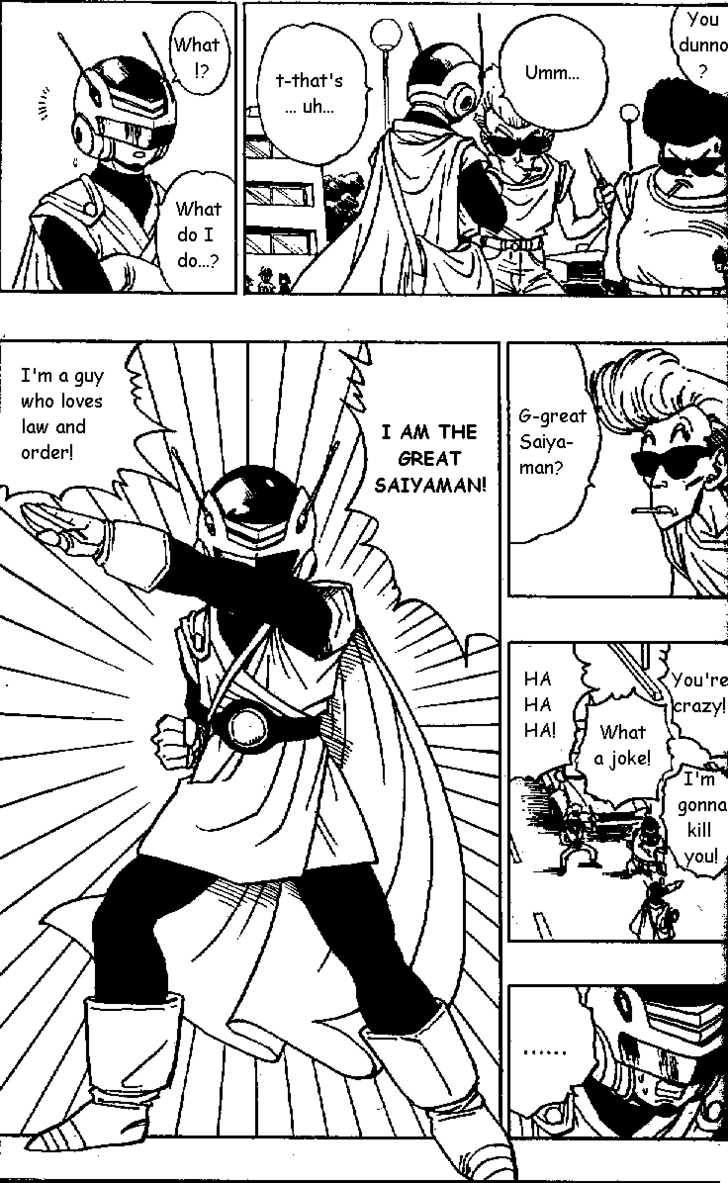 You
dunno
?
Umm...
t-that's
... uh...
What
!?
What
do I
do...?
G-great
Saiya-
man?
You're
crazy!
I'm
gonna
kill
you!
What
a joke!
HA
HA
HA!
......
I AM THE
GREAT
SAIYAMAN!
I'm a guy
who loves
law and
order!